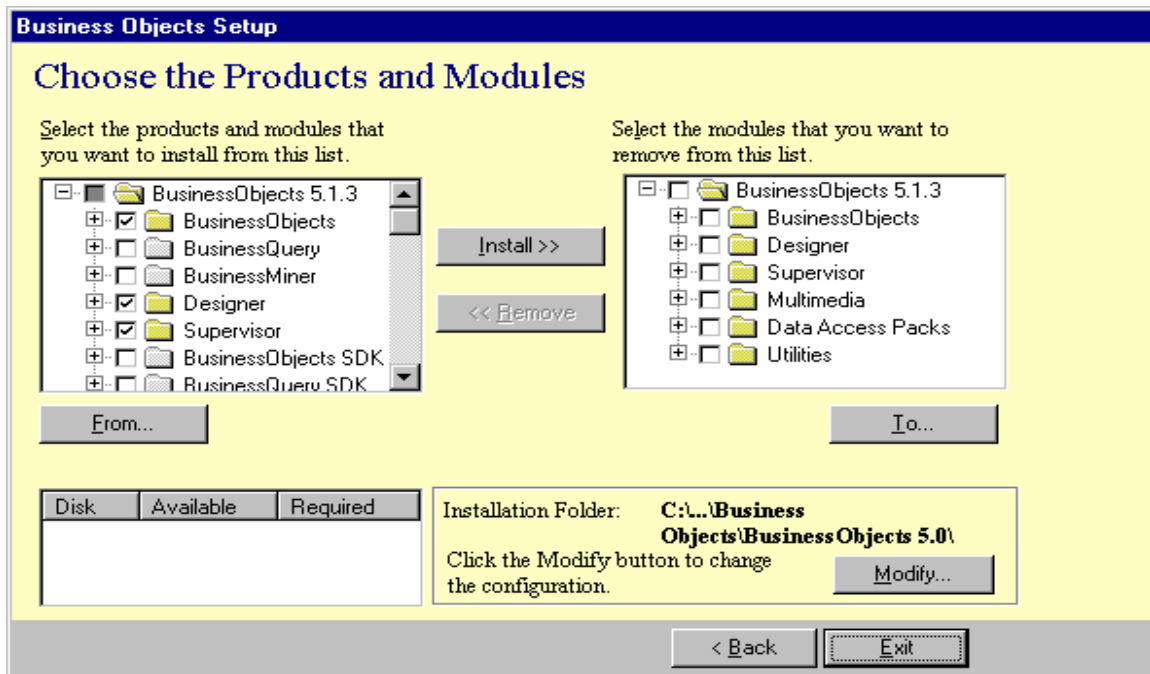 Business Objects Setup
Choose the Products and Modules
Select the products and modules that
you want to install from this list.
BusinessObjects 5.1.3
BusinessObjects
BusinessQuery
BusinessMiner
Designer
Supervisor
BusinessObjects SDK
BusinessQuery SDK
From...
Install >>
<< Remove
Select the modules that you want to
remove from this list.
BusinessObjects 5.1.3
BusinessObjects
Designer
Supervisor
Multimedia
Data Access Packs
Utilities
To...
Disk Available Required
Installation Folder: C:\...\Business
Objects\BusinessObjects 5.0\
Click the Modify button to change
the configuration.
Modify...
< Back
Exit